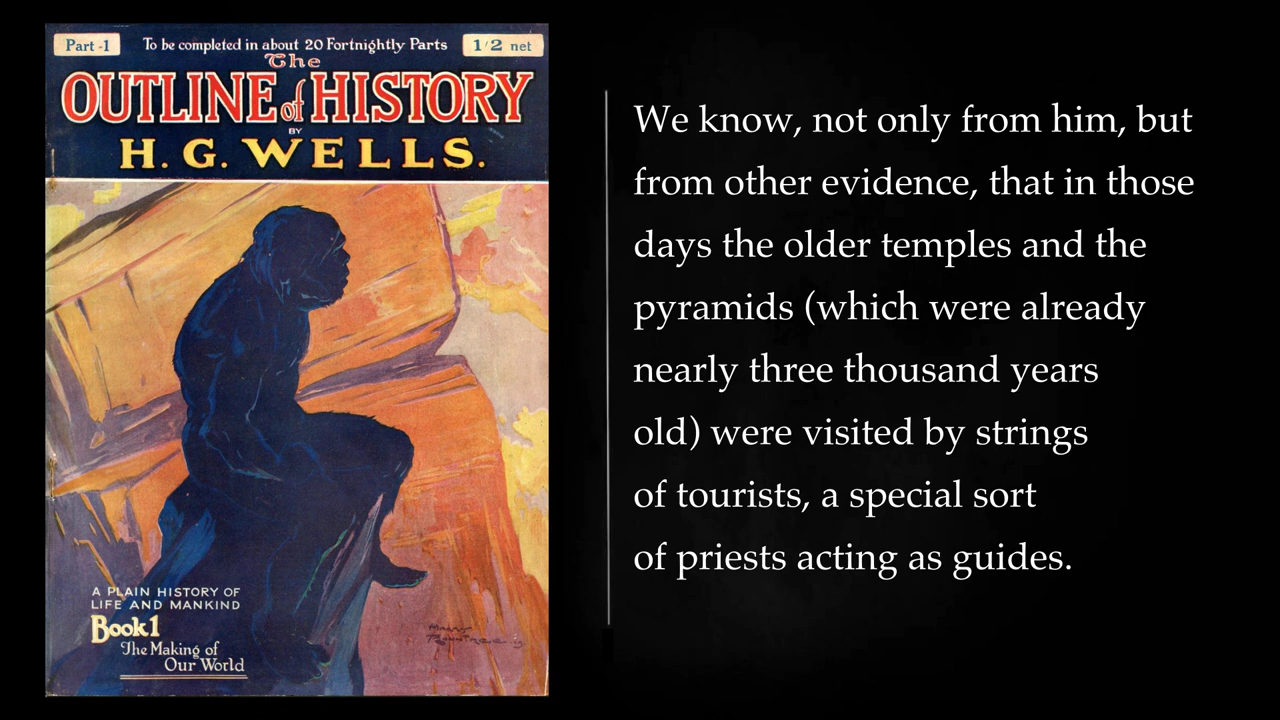 Part -1
To be completed in about 20 Fortnightly Parts
1/2 net
The
OUTLINE of HISTORY
BY
H. G. WELLS.
A PLAIN HISTORY OF
LIFE AND MANKIND
Book 1
The Making of
Our World
We know, not only from him, but
from other evidence, that in those
days the older temples and the
pyramids (which were already
nearly three thousand years
old) were visited by strings
of tourists, a special sort
of priests acting as guides.